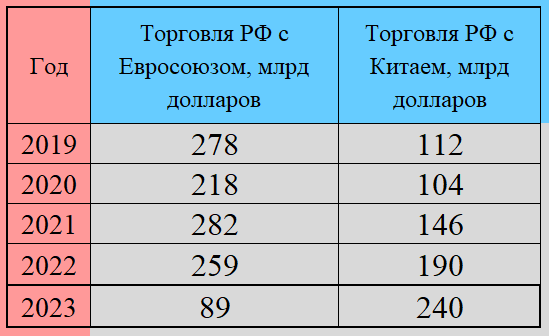 Год
Торговля РФ с
Евросоюзом, млрд
долларов
Торговля РФ с
Китаем, млрд
долларов
2019 278 112
2020 218 104
2021 282 146
2022 259 190
2023 89 240